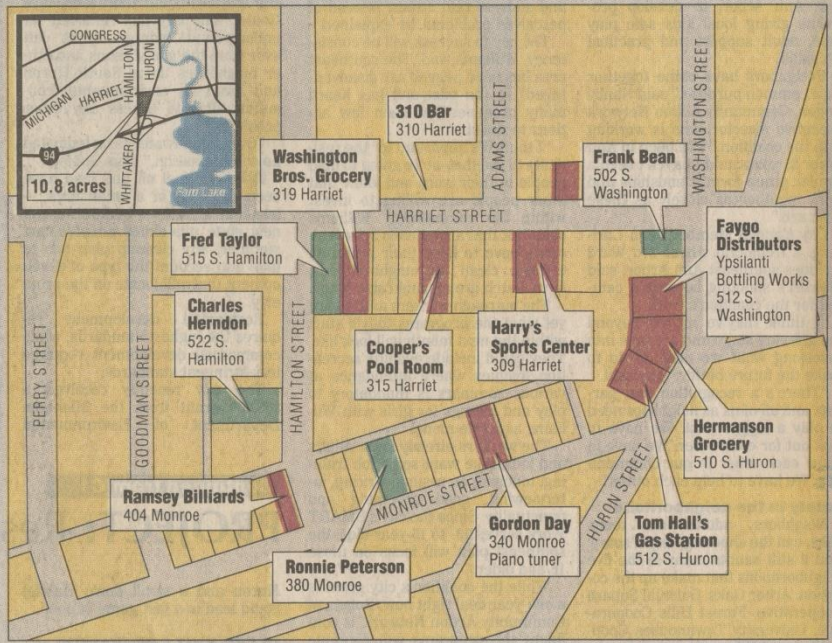 CONGRESS
HAMILTON
HURON
HARRIET
MICHIGAN
94
WHITTAKER
10.8 acres
Ford Lake
310 Bar
310 Harriet
ADAMS STREET
WASHINGTON STREET
Washington
Bros. Grocery
319 Harriet
Frank Bean
502 S.
Washington
HARRIET STREET
Fred Taylor
515 S. Hamilton
Faygo
Distributors
Ypsilanti
Bottling Works
512 S.
Washington
Charles
Herndon
522 S.
Hamilton
PERRY STREET
GOODMAN STREET
HAMILTON STREET
Cooper's
Pool Room
315 Harriet
Harry's
Sports Center
309 Harriet
Hermanson
Grocery
510 S. Huron
Ramsey Billiards
404 Monroe
MONROE STREET
HURON STREET
Ronnie Peterson
380 Monroe
Gordon Day
340 Monroe
Piano tuner
Tom Hall's
Gas Station
512 S. Huron